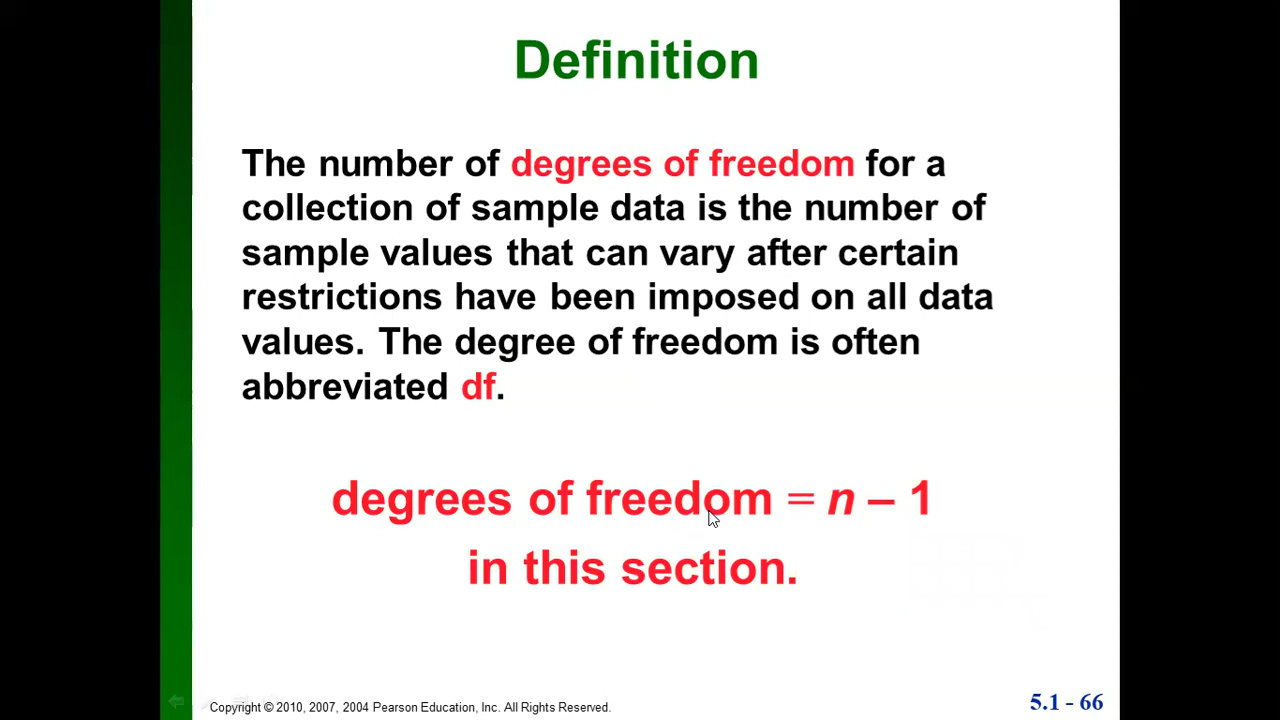 Definition
The number of degrees of freedom for a
collection of sample data is the number of
sample values that can vary after certain
restrictions have been imposed on all data
values. The degree of freedom is often
abbreviated df.
degrees of freedom = n – 1
in this section.
Copyright © 2010, 2007, 2004 Pearson Education, Inc. All Rights Reserved.
5.1 - 66